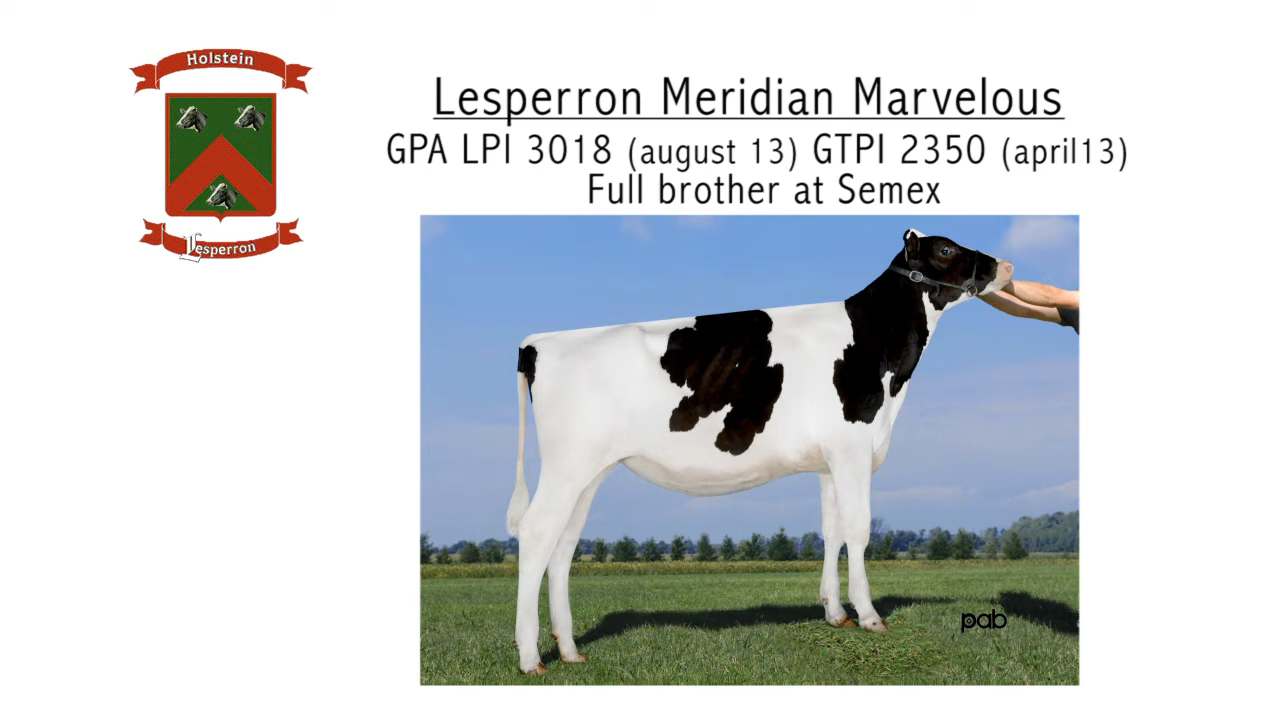 Holstein
Lesperron
Lesperron Meridian Marvelous
GPA LPI 3018 (august 13) GTPI 2350 (april13)
Full brother at Semex
pab